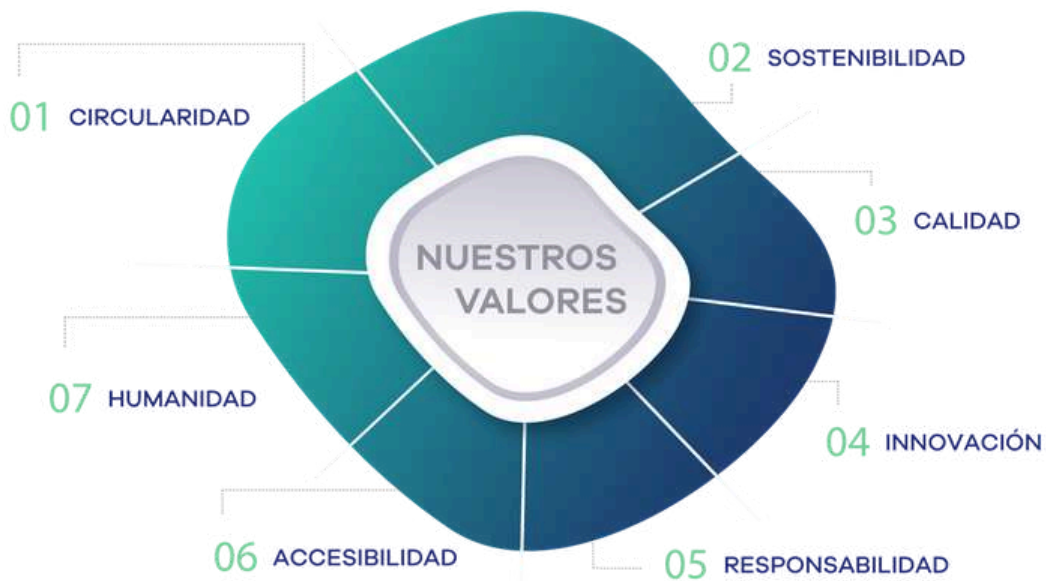 NUESTROS
VALORES
01 CIRCULARIDAD
02 SOSTENIBILIDAD
03 CALIDAD
04 INNOVACIÓN
05 RESPONSABILIDAD
06 ACCESIBILIDAD
07 HUMANIDAD